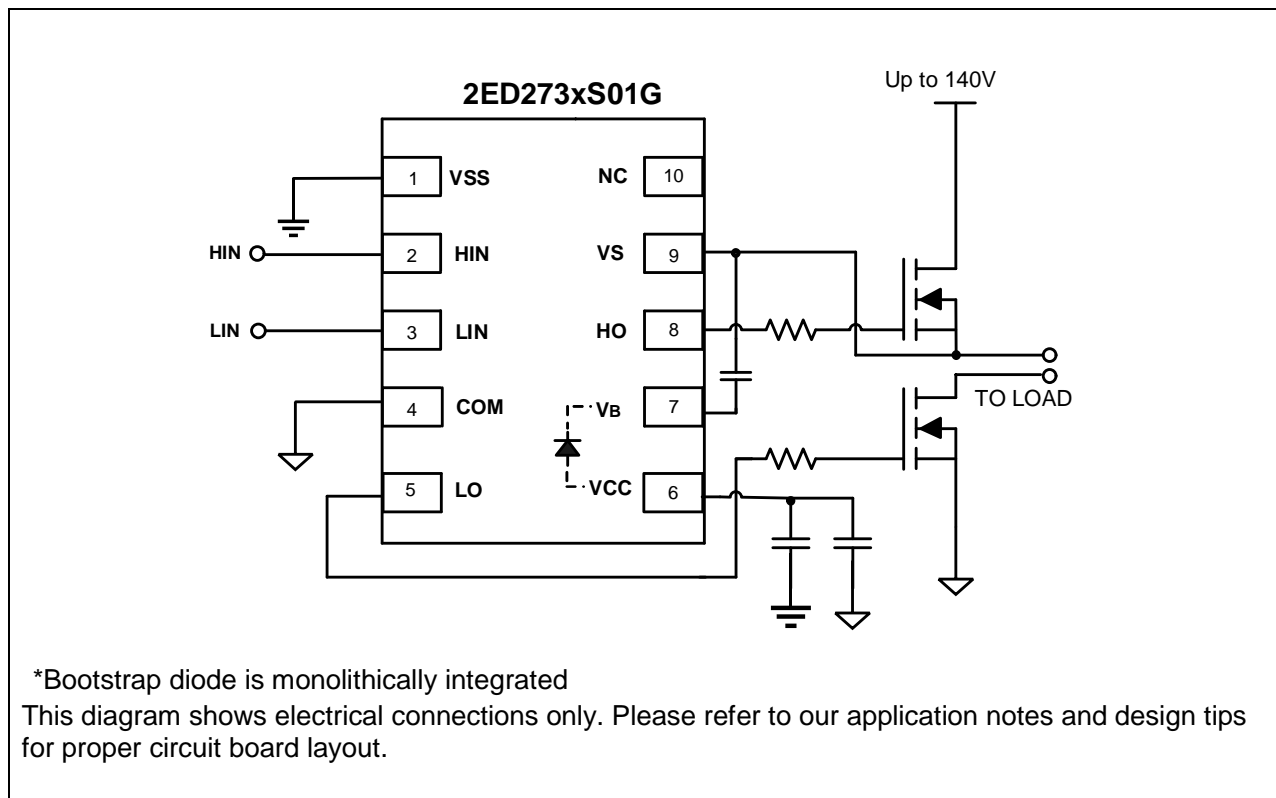 2ED273xS01G
Up to 140V
1 VSS NC 10
HIN 2 HIN VS 9
LIN 3 LIN HO 8
4 COM VB 7
TO LOAD
5 LO VCC 6
*Bootstrap diode is monolithically integrated
This diagram shows electrical connections only. Please refer to our application notes and design tips
for proper circuit board layout.